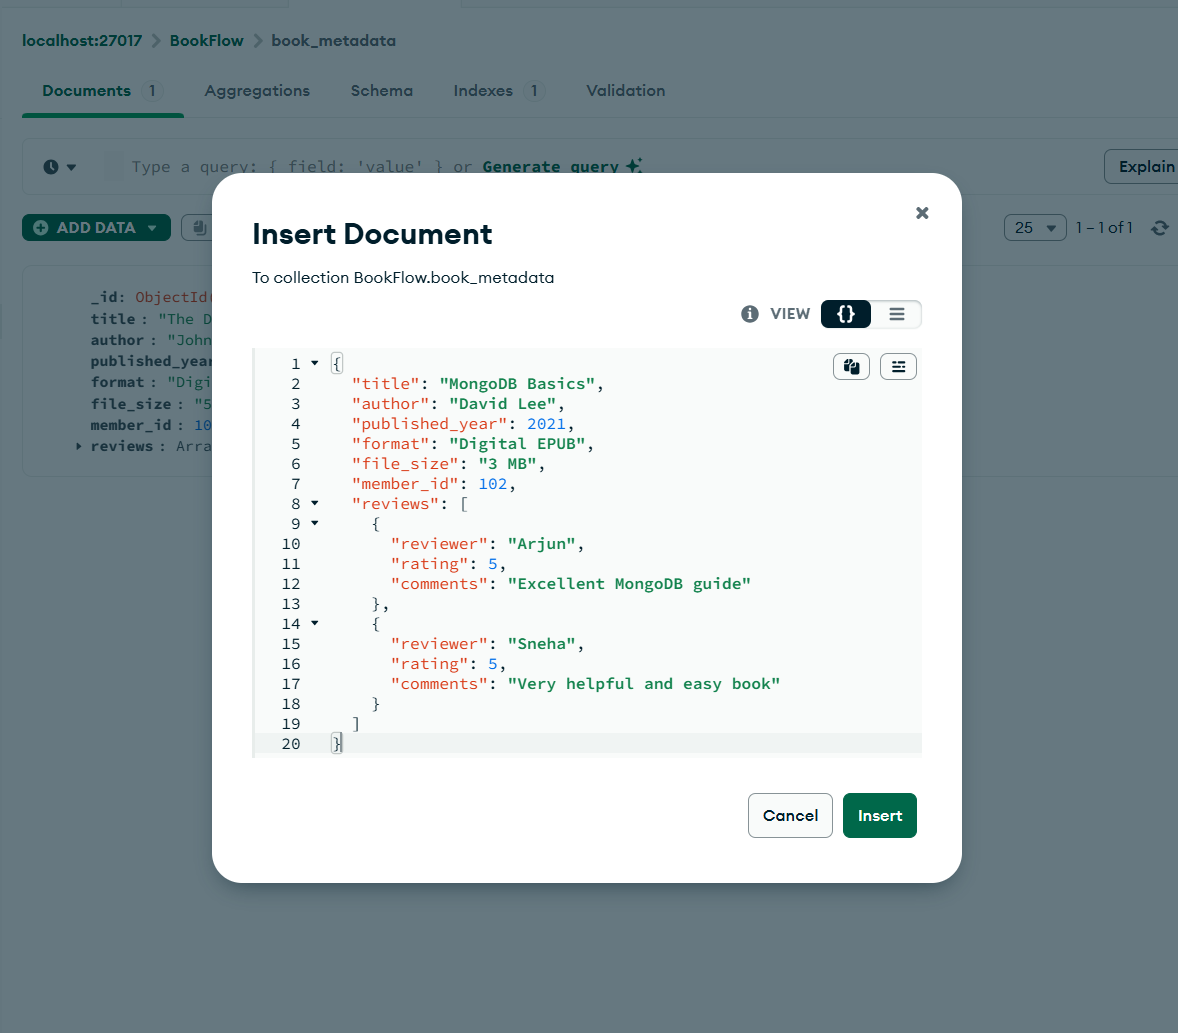 localhost:27017 > BookFlow > book_metadata
Documents 1 Aggregations Schema Indexes 1 Validation
Type a query: { field: 'value' } or Generate query
Explain
ADD DATA
25 1 – 1 of 1
_id: ObjectId(
title : "The D
author : "John
published_year
format : "Digi
file_size : "5
member_id : 10
reviews : Arra
Insert Document
To collection BookFlow.book_metadata
VIEW {}
1 {
2 "title": "MongoDB Basics",
3 "author": "David Lee",
4 "published_year": 2021,
5 "format": "Digital EPUB",
6 "file_size": "3 MB",
7 "member_id": 102,
8 "reviews": [
9 {
10 "reviewer": "Arjun",
11 "rating": 5,
12 "comments": "Excellent MongoDB guide"
13 },
14 {
15 "reviewer": "Sneha",
16 "rating": 5,
17 "comments": "Very helpful and easy book"
18 }
19 ]
20 }
Cancel Insert